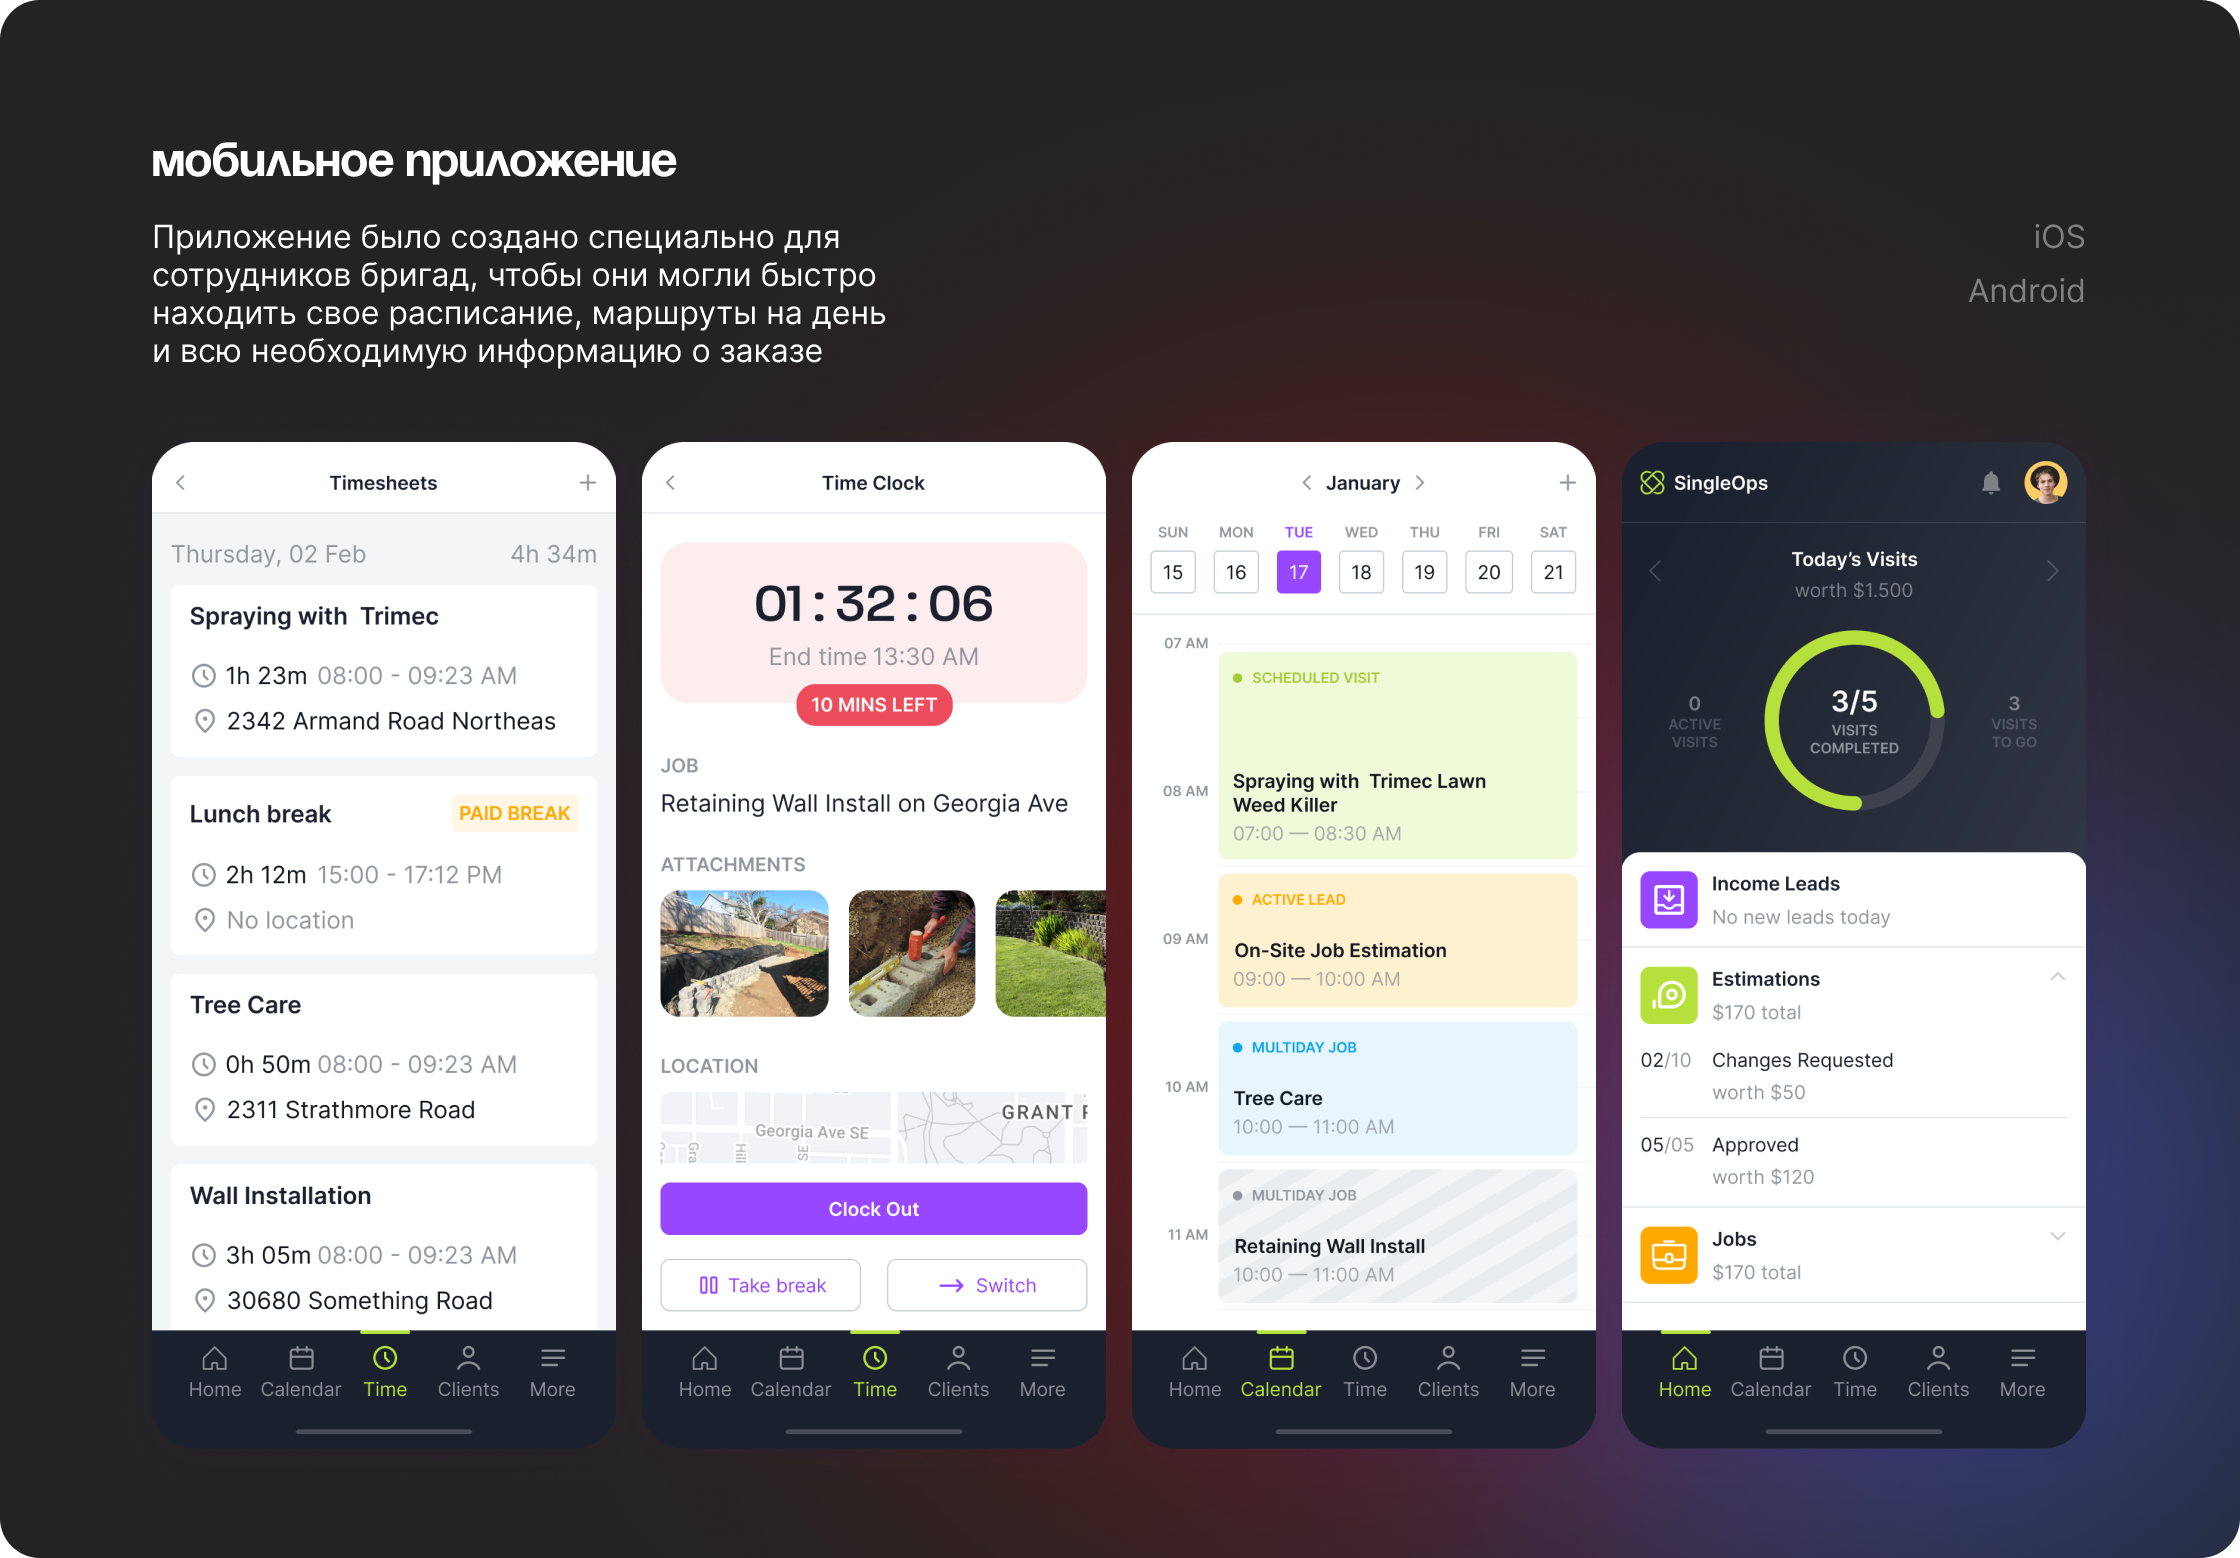 мобильное приложение
Приложение было создано специально для
сотрудников бригад, чтобы они могли быстро
находить свое расписание, маршруты на день
и всю необходимую информацию о заказе
iOS
Android
Timesheets
Thursday, 02 Feb
4h 34m
Spraying with Trimec
1h 23m 08:00 - 09:23 AM
2342 Armand Road Northeas
Lunch break
PAID BREAK
2h 12m 15:00 - 17:12 PM
No location
Tree Care
0h 50m 08:00 - 09:23 AM
2311 Strathmore Road
Wall Installation
3h 05m 08:00 - 09:23 AM
30680 Something Road
Home Calendar Time Clients More
Time Clock
01:32:06
End time 13:30 AM
10 MINS LEFT
JOB
Retaining Wall Install on Georgia Ave
ATTACHMENTS
LOCATION
GRANT
Georgia Ave SE
Gra
Hill
SE
Clock Out
Take break
Switch
Home Calendar Time Clients More
January
SUN MON TUE WED THU FRI SAT
15 16 17 18 19 20 21
07 AM
SCHEDULED VISIT
08 AM
Spraying with Trimec Lawn
Weed Killer
07:00 — 08:30 AM
ACTIVE LEAD
09 AM
On-Site Job Estimation
09:00 — 10:00 AM
MULTIDAY JOB
10 AM
Tree Care
10:00 — 11:00 AM
MULTIDAY JOB
11 AM
Retaining Wall Install
10:00 — 11:00 AM
Home Calendar Time Clients More
SingleOps
Today’s Visits
worth $1.500
0
ACTIVE
VISITS
3/5
VISITS
COMPLETED
3
VISITS
TO GO
Income Leads
No new leads today
Estimations
$170 total
02/10 Changes Requested
worth $50
05/05 Approved
worth $120
Jobs
$170 total
Home Calendar Time Clients More